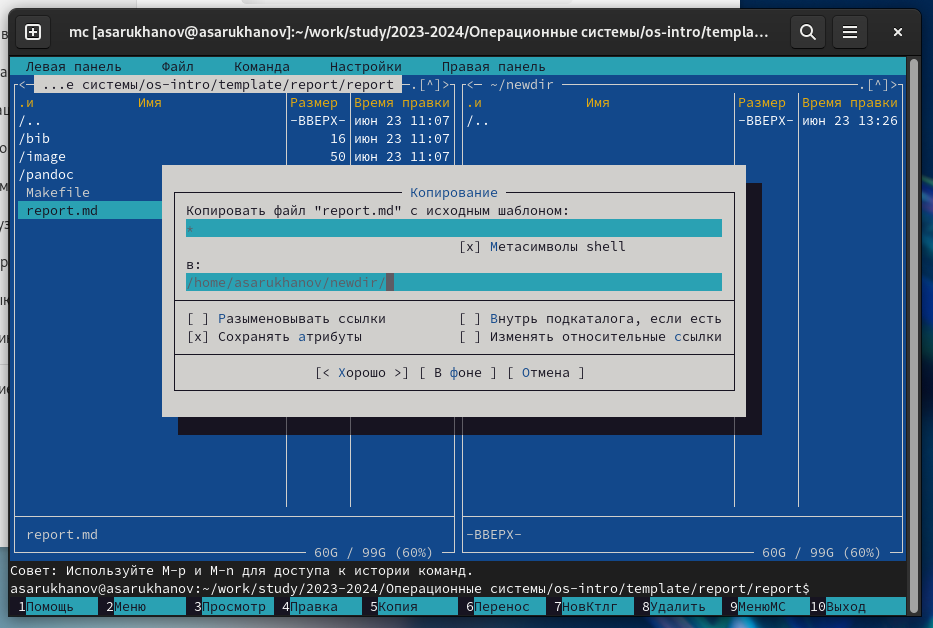 mc [asarukhanov@asarukhanov]:~/work/study/2023-2024/Операционные системы/os-intro/templa...
Левая панель Файл Команда Настройки Правая панель
<— ...е системы/os-intro/template/report/report —.[^]> <— ~/newdir —.[^]>
.и Имя Размер Время правки .и Имя Размер Время правки
/.. -ВВЕРХ- июн 23 11:07 /.. -ВВЕРХ- июн 23 13:26
/bib 16 июн 23 11:07
/image 50 июн 23 11:07
/pandoc
Makefile
report.md
Копирование
Копировать файл "report.md" с исходным шаблоном:
*
[x] Метасимволы shell
в:
/home/asarukhanov/newdir/
[ ] Разыменовывать ссылки [ ] Внутрь подкаталога, если есть
[x] Сохранять атрибуты [ ] Изменять относительные ссылки
[< Хорошо >] [ В фоне ] [ Отмена ]
report.md -ВВЕРХ-
60G / 99G (60%) 60G / 99G (60%)
Совет: Используйте M-p и M-n для доступа к истории команд.
asarukhanov@asarukhanov:~/work/study/2023-2024/Операционные системы/os-intro/template/report/report$
1Помощь 2Меню 3Просмотр 4Правка 5Копия 6Перенос 7НовКтлг 8Удалить 9МенюMC 10Выход